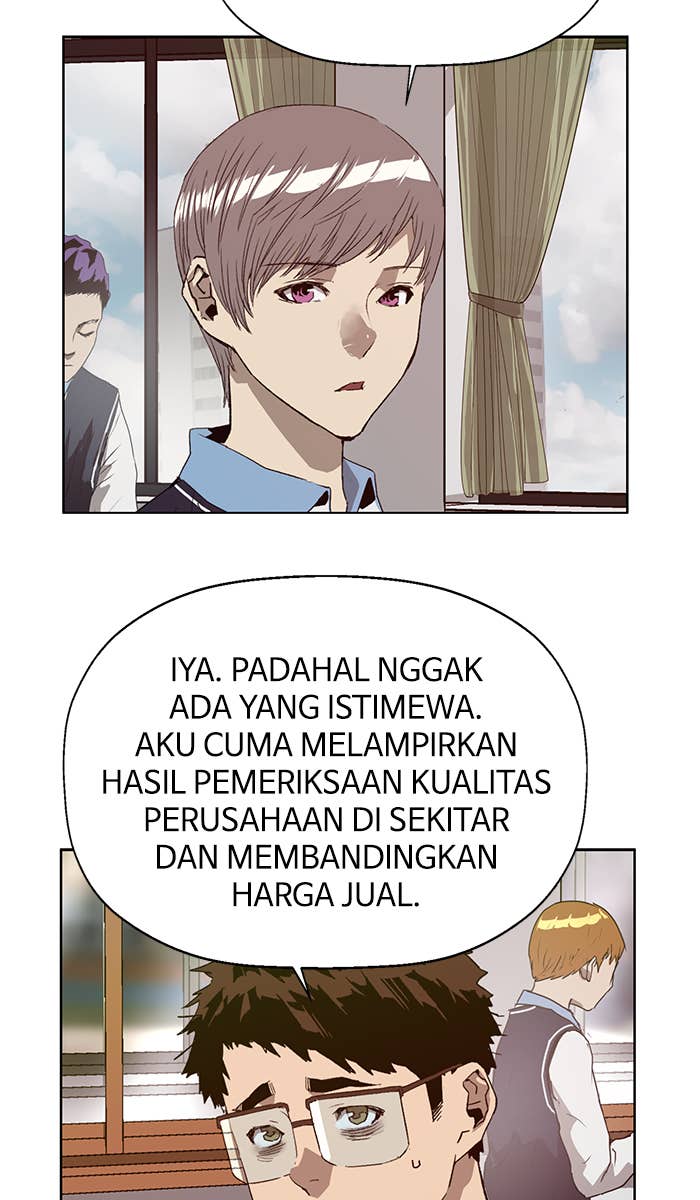 IYA. PADAHAL NGGAK
ADA YANG ISTIMEWA.
AKU CUMA MELAMPIRKAN
HASIL PEMERIKSAAN KUALITAS
PERUSAHAAN DI SEKITAR
DAN MEMBANDINGKAN
HARGA JUAL.